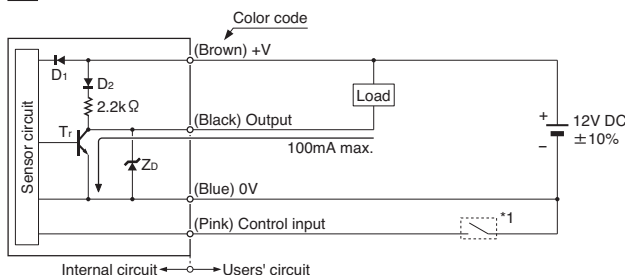 Color code
(Brown) +V
D1
D2
2.2kΩ
Load
Sensor circuit
(Black) Output
Tr
+
12V DC
±10%
−
100mA max.
ZD
(Blue) 0V
(Pink) Control input
*1
Internal circuit
Users' circuit